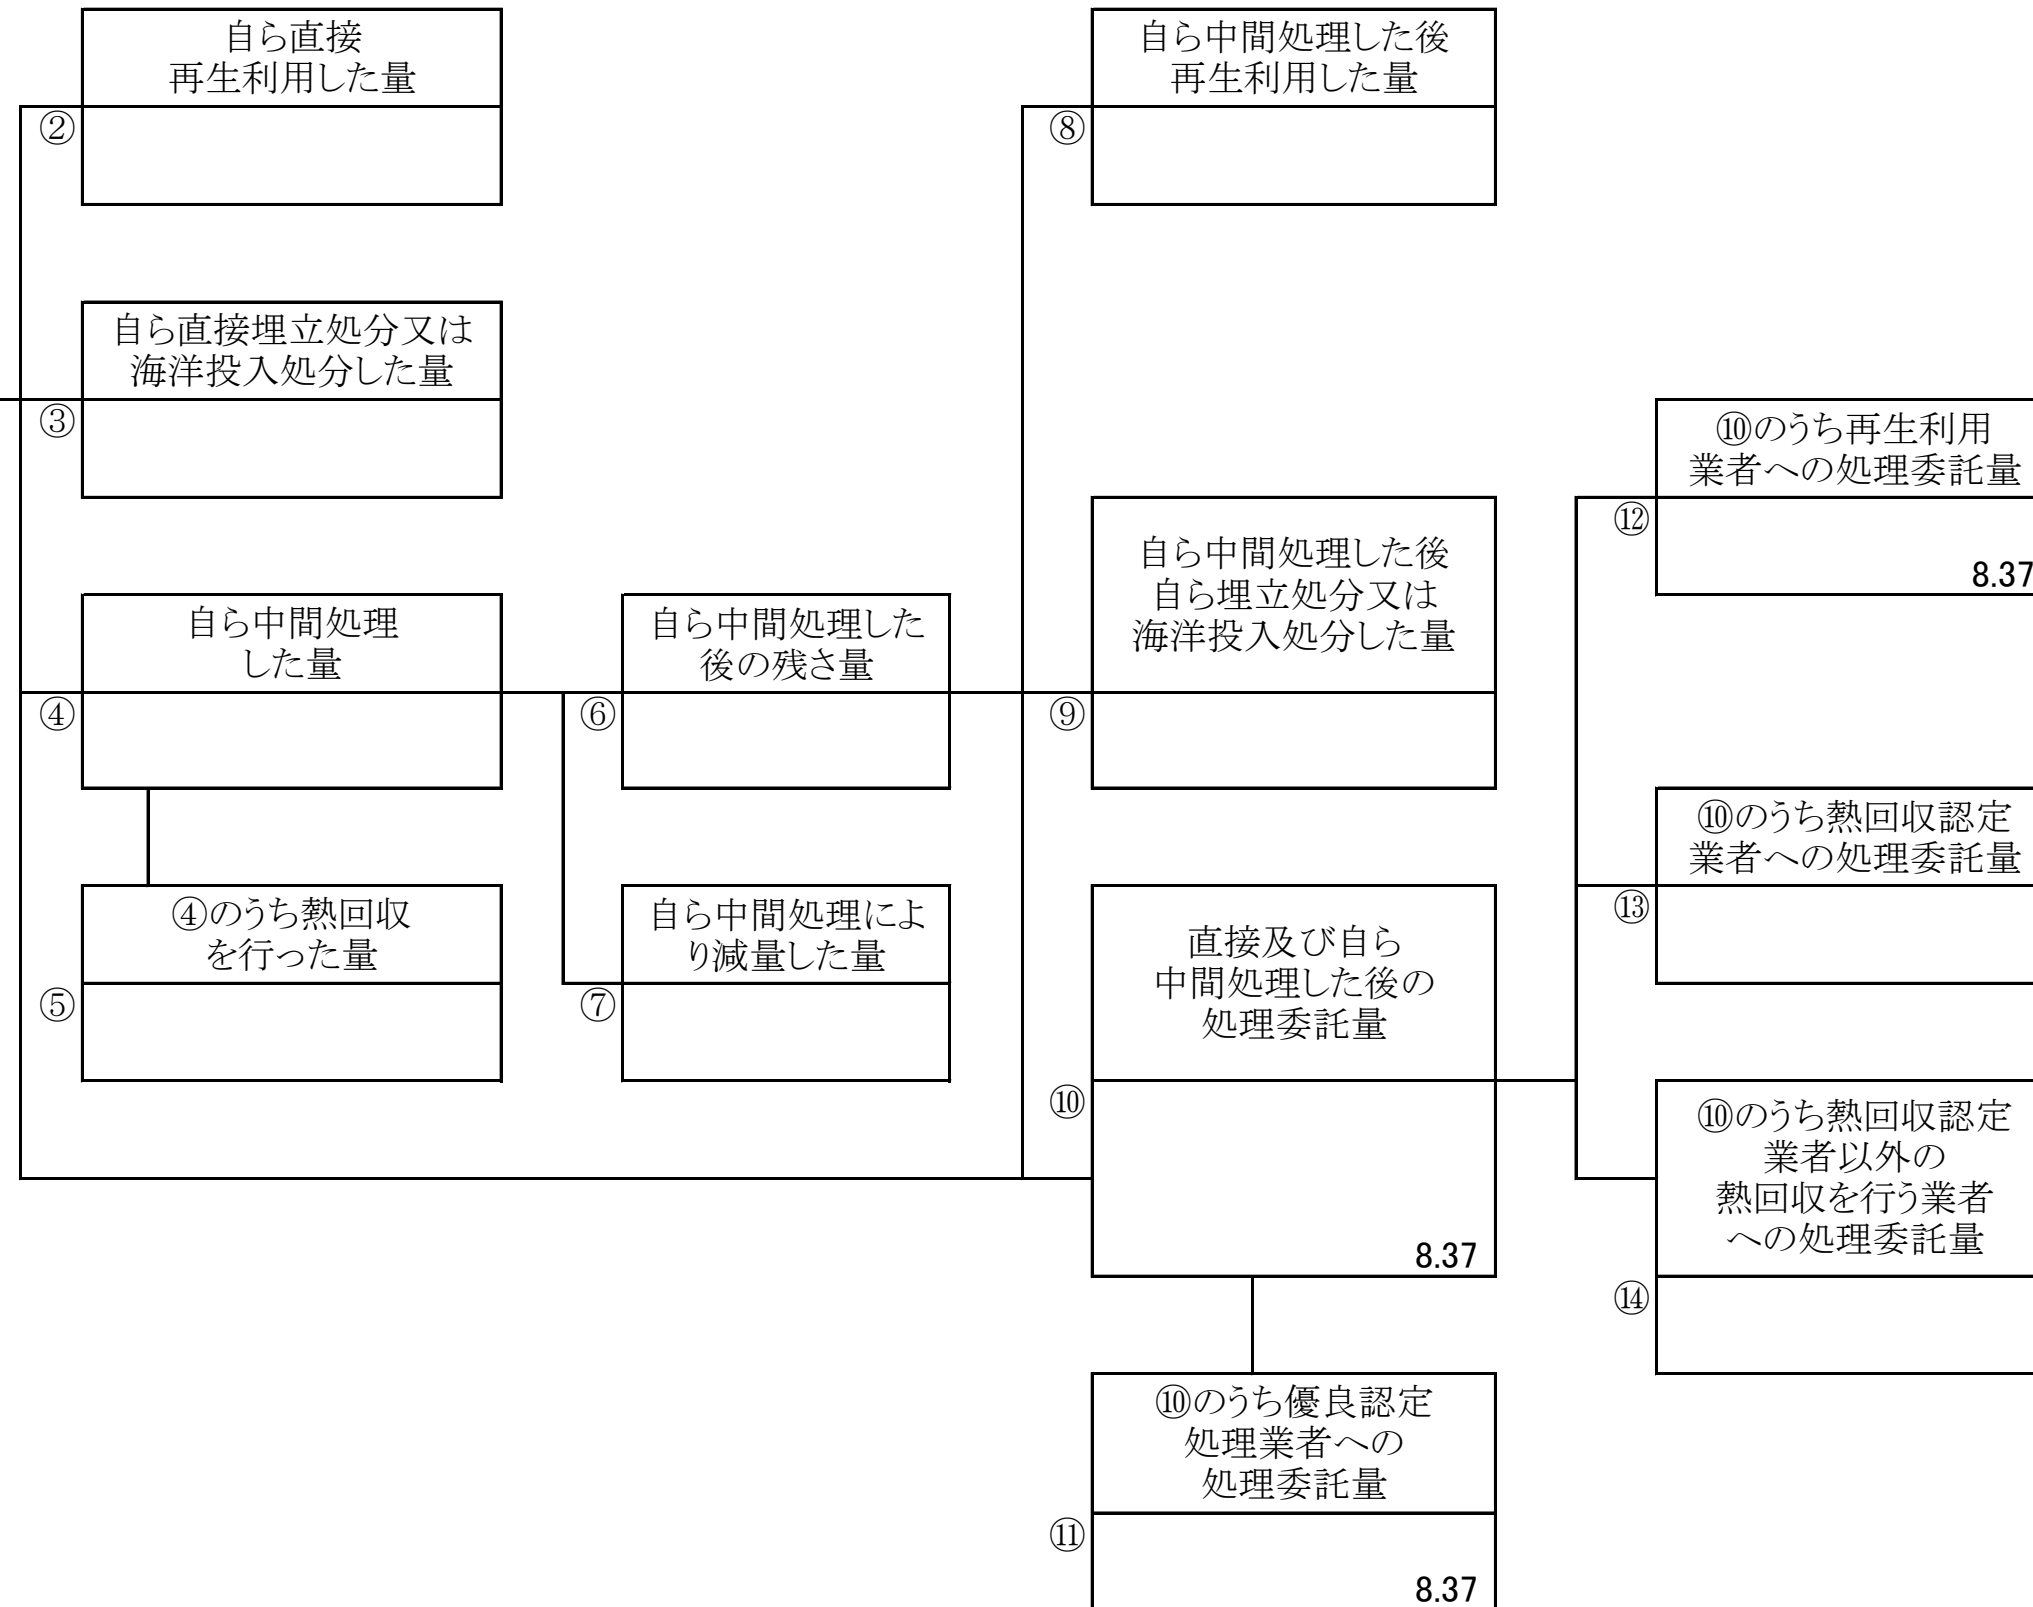 自ら直接
再生利用した量
②
自ら中間処理した後
再生利用した量
⑧
自ら直接埋立処分又は
海洋投入処分した量
③
⑩のうち再生利用
業者への処理委託量
⑫
8.37
自ら中間処理した後
自ら埋立処分又は
海洋投入処分した量
⑨
自ら中間処理
した量
④
自ら中間処理した
後の残さ量
⑥
⑩のうち熱回収認定
業者への処理委託量
⑬
④のうち熱回収
を行った量
⑤
自ら中間処理によ
り減量した量
⑦
直接及び自ら
中間処理した後の
処理委託量
⑩
8.37
⑩のうち熱回収認定
業者以外の
熱回収を行う業者
への処理委託量
⑭
⑩のうち優良認定
処理業者への
処理委託量
⑪
8.37